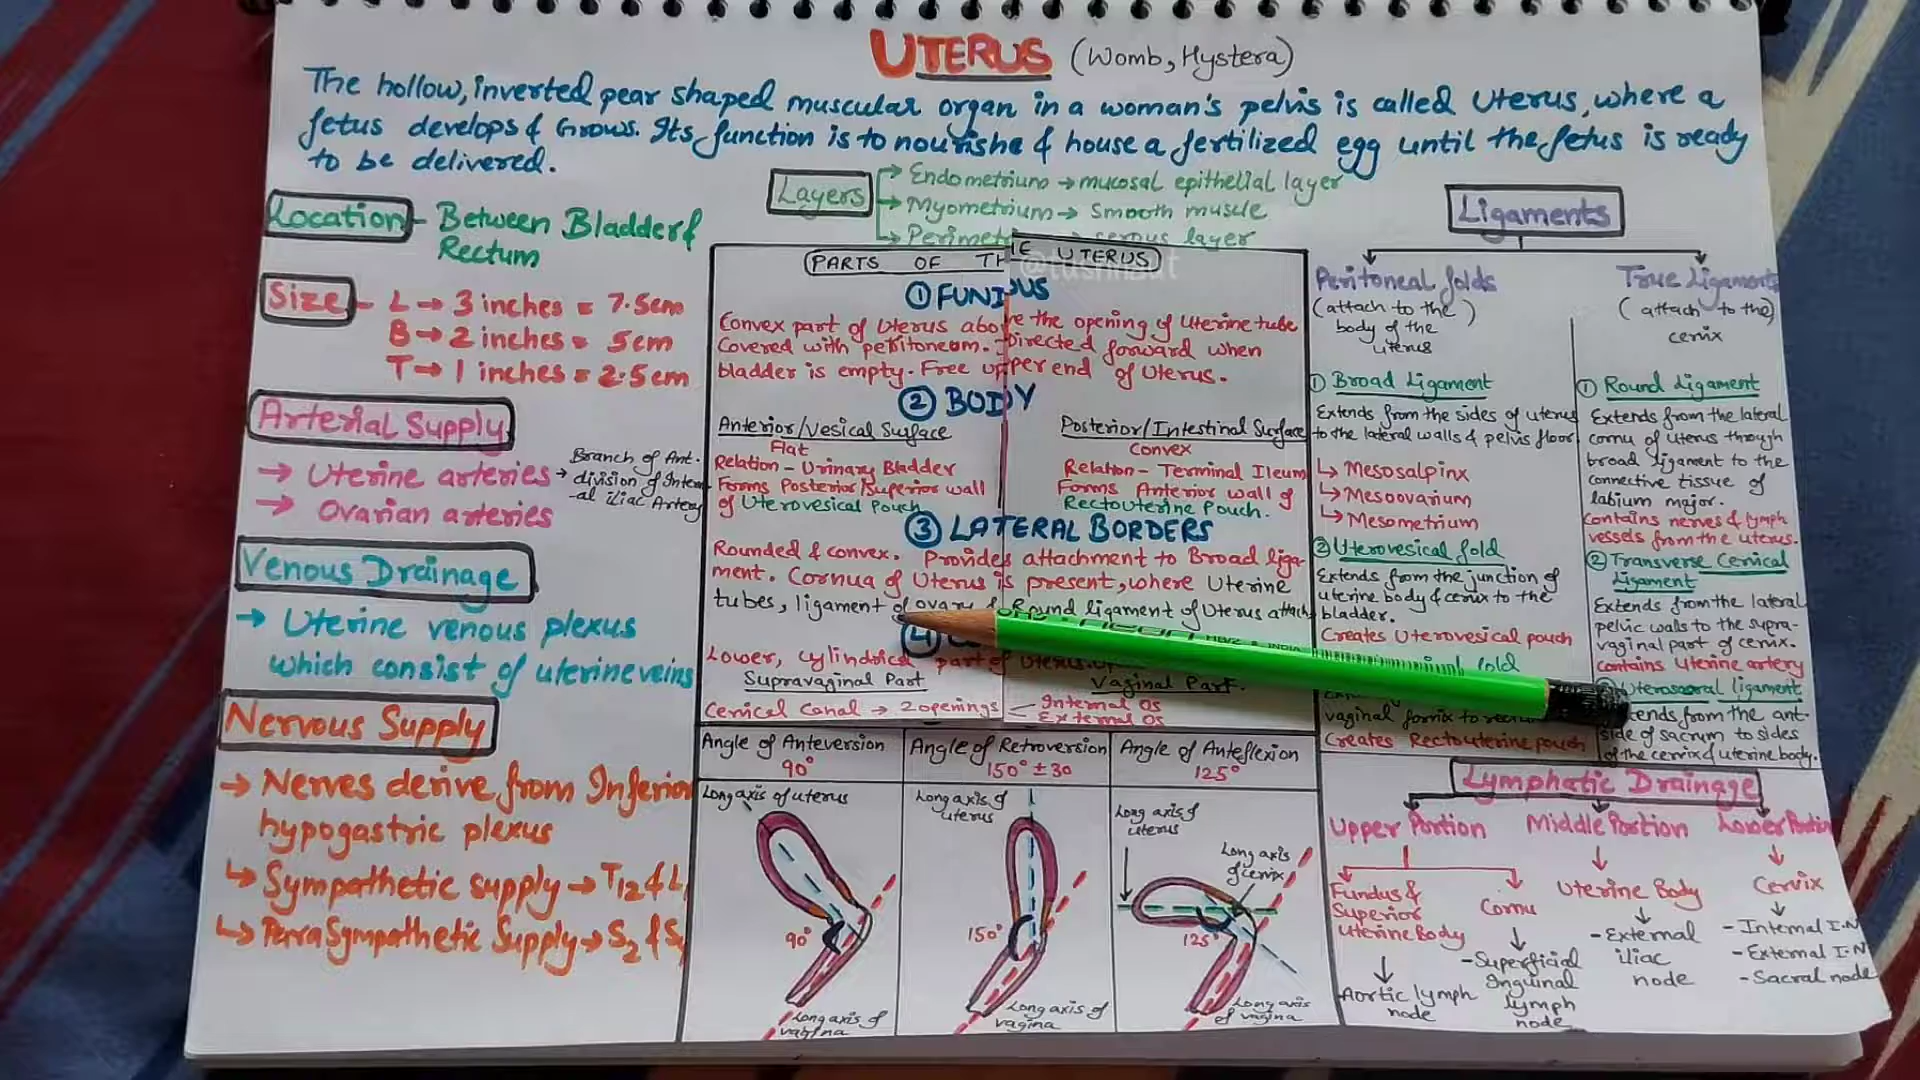 UTERUS (Womb, Hystera)
The hollow, inverted pear shaped muscular organ in a woman's pelvis is called Uterus, where a
fetus develops & Grows. Its function is to nourishe & house a fertilized egg until the fetus is ready
to be delivered.
Location - Between Bladder &
Rectum
Size - L → 3 inches = 7.5cm
B → 2 inches = 5cm
T → 1 inches = 2.5cm
Arterial Supply
→ Uterine arteries → Branch of Ant.
division of Intern
-al iliac Artery
→ Ovarian arteries
Venous Drainage
→ Uterine venous plexus
which consist of uterine veins
Nervous Supply
→ Nerves derive from Inferior
hypogastric plexus
↳ Sympathetic supply → T12 & L
↳ ParaSympathetic Supply → S2 & S
Layers
→ Endometrium → mucosal epithelial layer
→ Myometrium → Smooth muscle
→ serous layer
PARTS OF THE UTERUS
① FUNDUS
Convex part of Uterus above the opening of Uterine tube
Covered with peritoneum. Directed forward when
bladder is empty. Free upper end of Uterus.
② BODY
Anterior/Vesical Surface
Flat
Relation - Urinary Bladder
Forms Posterior/Superior wall
of Uterovesical Pouch
Posterior/Intestinal Surface
Convex
Relation - Terminal Ileum
Forms Anterior wall of
Rectouterine Pouch.
③ LATERAL BORDERS
Rounded & convex. Provides attachment to Broad liga-
ment. Cornua of Uterus is present, where Uterine
tubes, ligament of ovary & Round ligament of Uterus attach
④
Lower, cylindrical part of Uterus.
Supravaginal Part
Vaginal Part.
Cervical Canal → 2 openings
Internal Os
External Os
Angle of Anteversion
90°
Long axis of uterus
90°
Long axis of
vagina
Angle of Retroversion
150° ± 30
Long axis of
uterus
150°
Long axis of
vagina
Angle of Anteflexion
125°
Long axis of
uterus
Long axis
of cervix
125°
Long axis
of vagina
Ligaments
Peritoneal folds
(attach to the)
body of the
uterus
① Broad Ligament
Extends from the sides of uterus
to the lateral walls & pelvis floor
↳ Mesosalpinx
↳ Mesoovarium
↳ Mesometrium
② Uterovesical fold
Extends from the junction of
uterine body & cervix to the
bladder.
Creates Uterovesical pouch
fold
vaginal fornix to
Creates Rectouterine pouch
True Ligaments
(attach to the)
cervix
① Round Ligament
Extends from the lateral
cornu of uterus through
broad ligament to the
connective tissue of
labium major.
Contains nerves & lymph
vessels from the uterus.
② Transverse Cervical
Ligament
Extends from the lateral
pelvic wals to the supra-
vaginal part of cervix.
contains Uterine artery
Uterosacral ligament
from the ant-
side of sacrum to sides
of the cervix & uterine body.
Lymphatic Drainage
Upper Portion
Fundus &
Superior
Uterine Body
Aortic lymph
node
Cornu
- Superficial
Inguinal
lymph
node
Middle Portion
Uterine Body
- External
iliac
node
Lower Portion
Cervix
- Internal I.N
- External I.N
- Sacral node